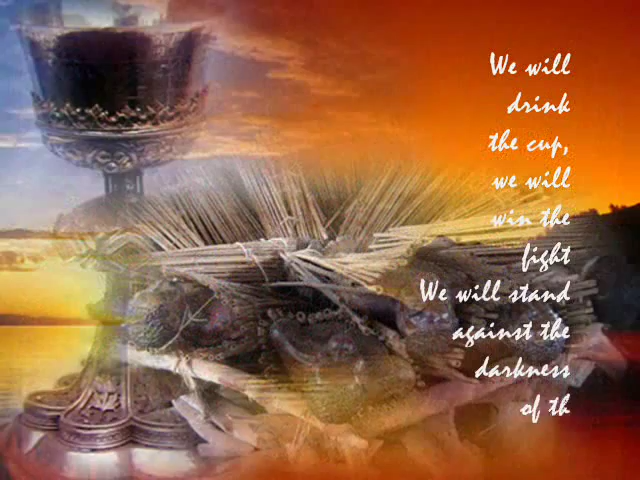 We will
drink
the cup,
we will
win the
fight
We will stand
against the
darkness
of th